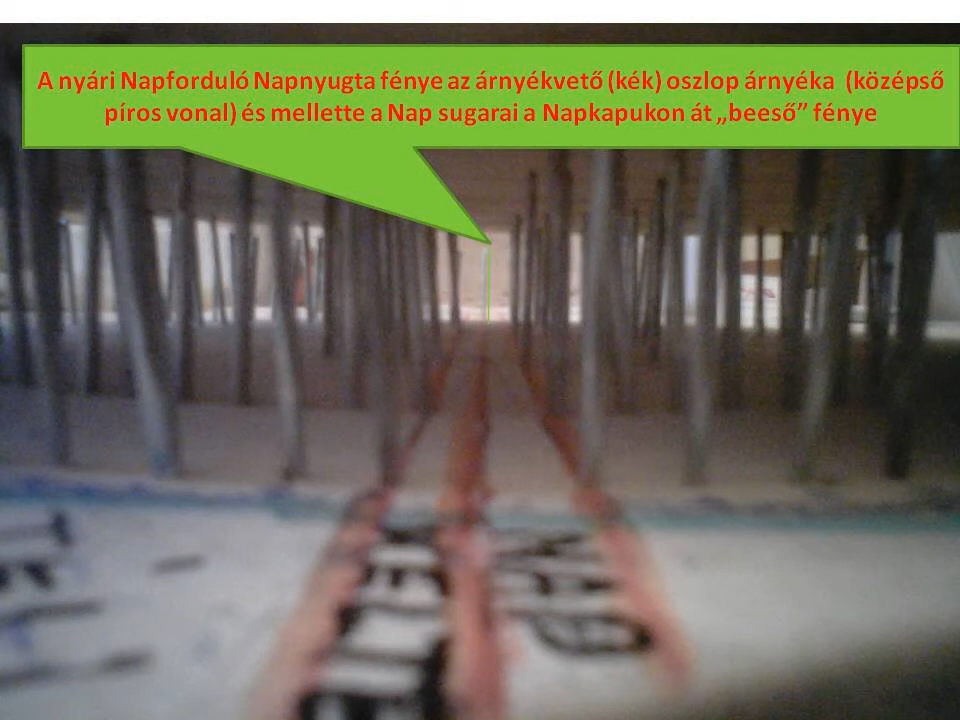 A nyári Napforduló Napnyugta fénye az árnyékvető (kék) oszlop árnyéka (középső
píros vonal) és mellette a Nap sugarai a Napkapukon át „beeső” fénye